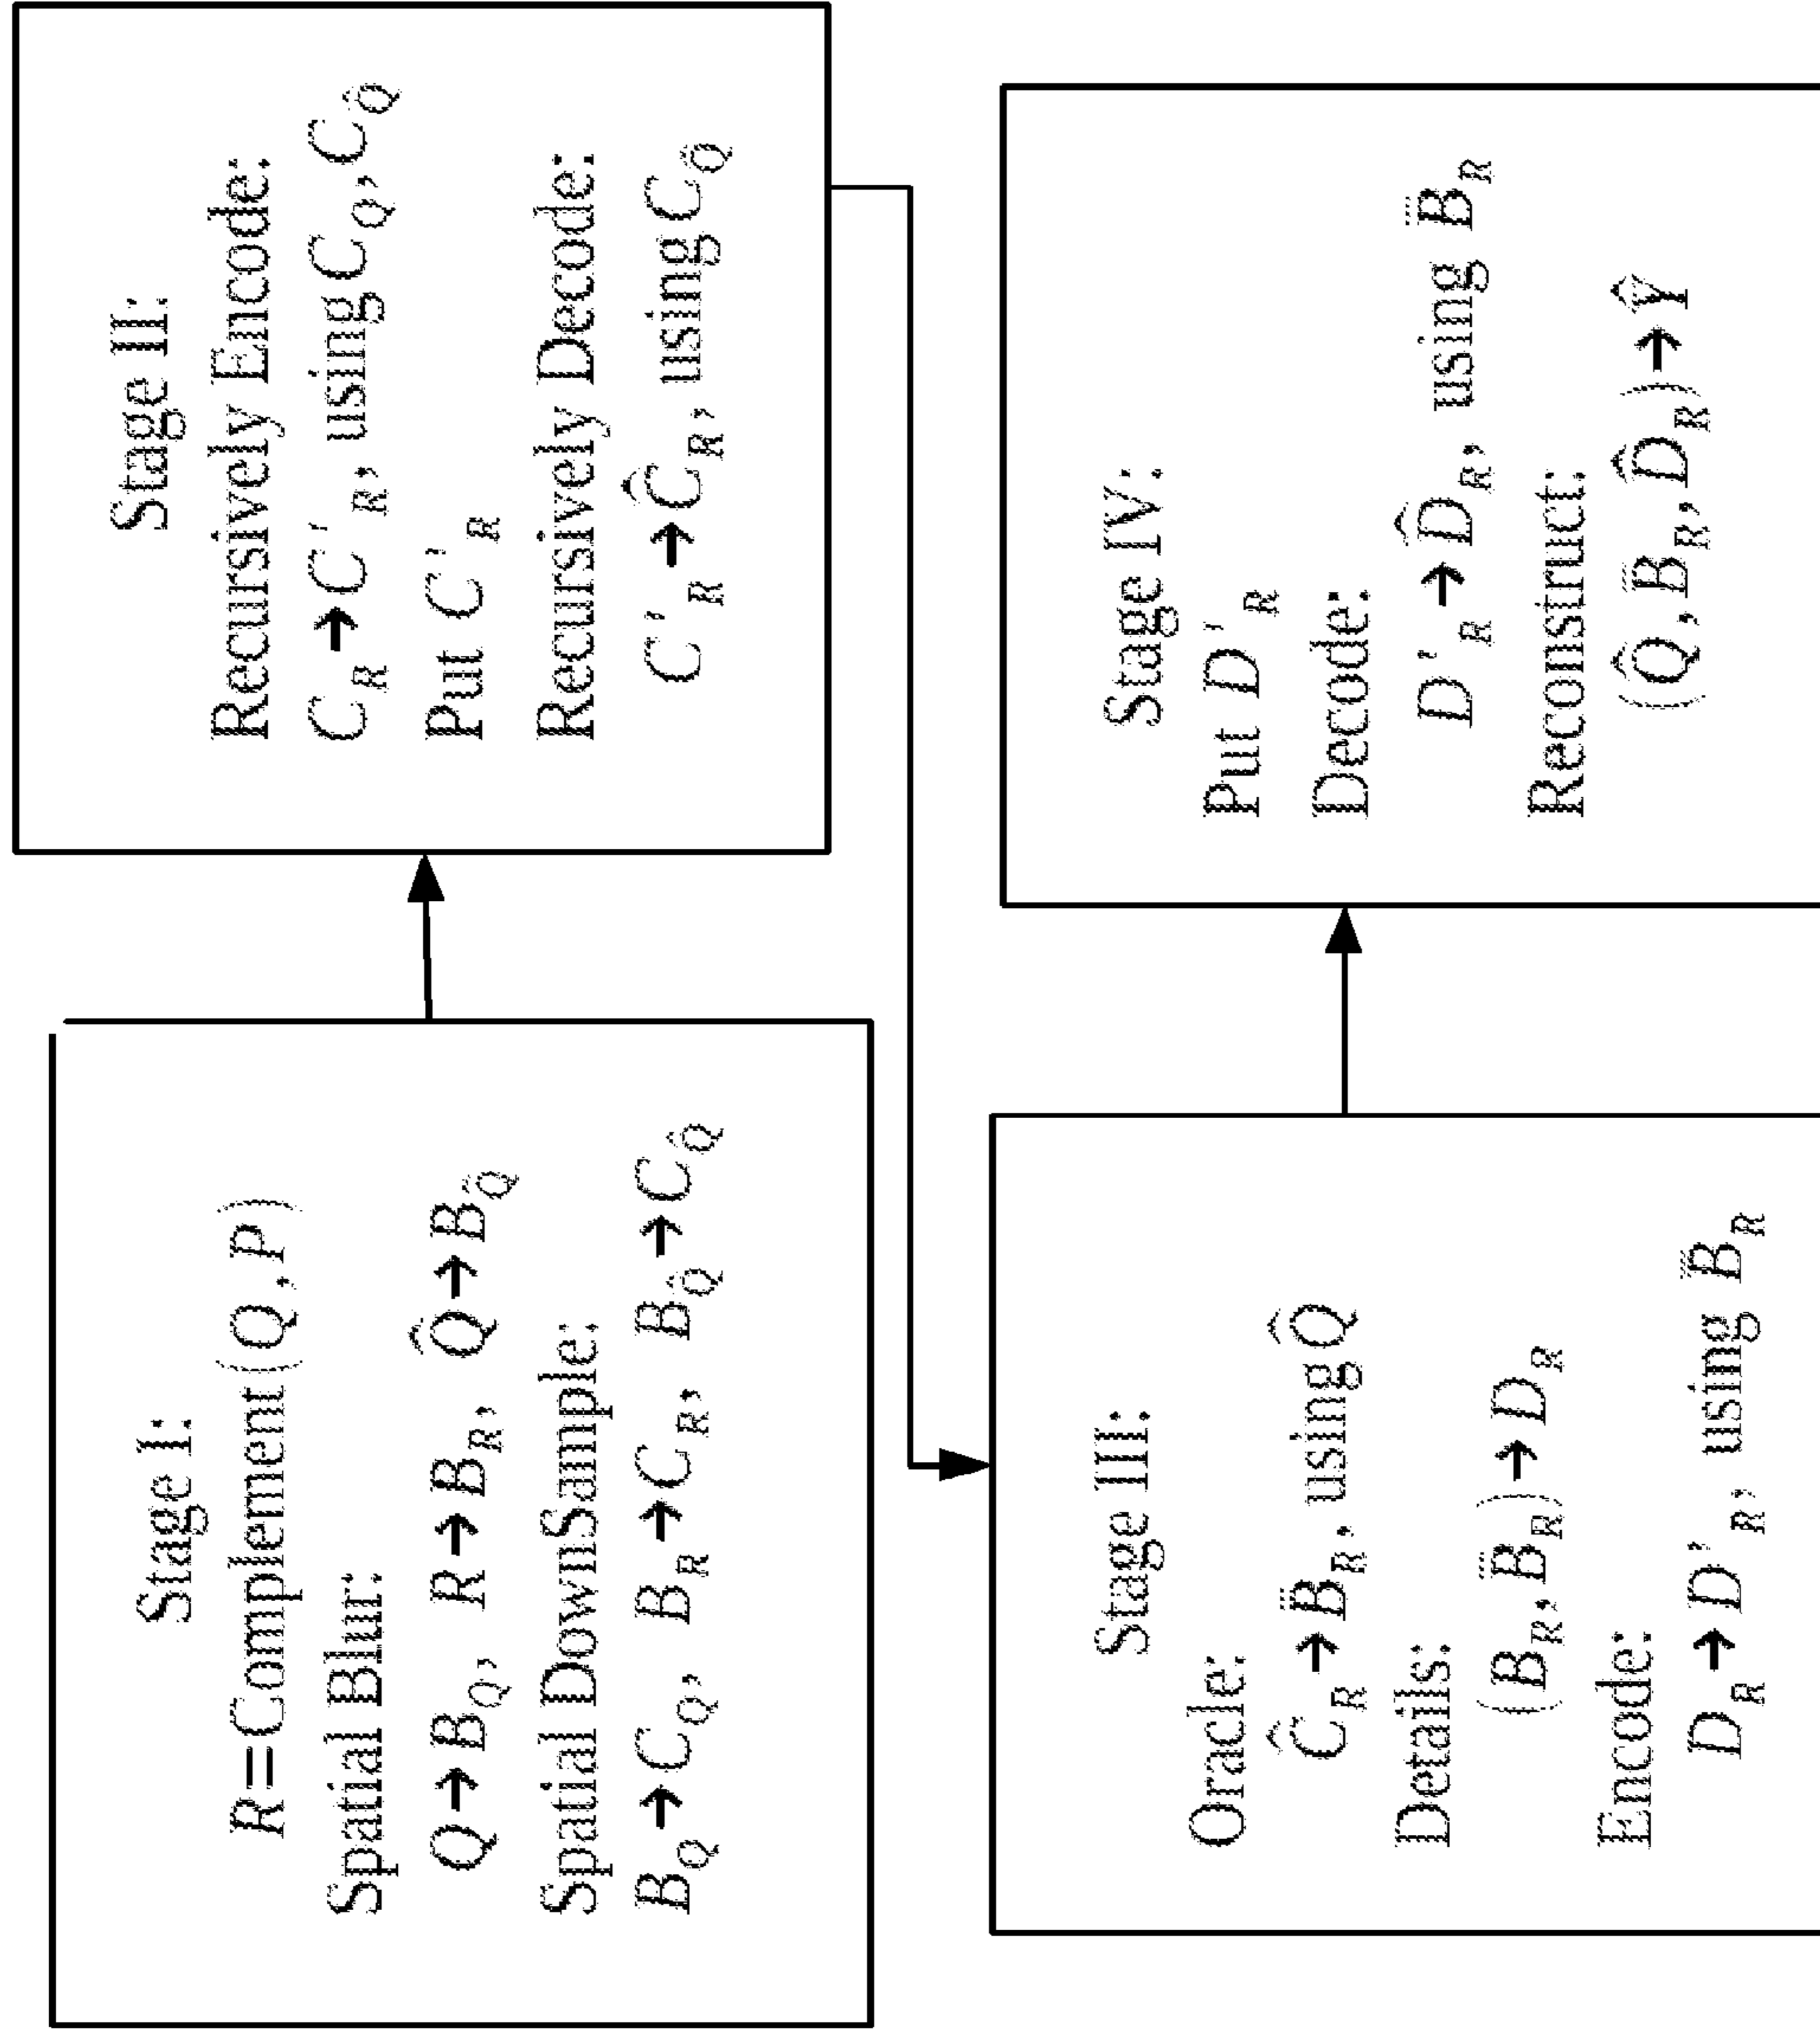 Stage I:
R=Complement(Q,P)
Spatial Blur:
Q→B_Q, R→B_R, Q̂→B_Q̂
Spatial DownSample:
B_Q→C_Q, B_R→C_R, B_Q̂→C_Q̂
Stage II:
Recursively Encode:
C_R→C'_R, using C_Q, C_Q̂
Put C'_R
Recursively Decode:
C'_R→Ĉ_R, using C_Q̂
Stage III:
Oracle:
Ĉ_R→B̈_R, using Q̂
Details:
(B_R, B̈_R)→D_R
Encode:
D_R→D'_R, using B̈_R
Stage IV:
Put D'_R
Decode:
D'_R→D̂_R, using B̈_R
Reconstruct:
(Q̂, B̈_R, D̂_R)→Ŷ